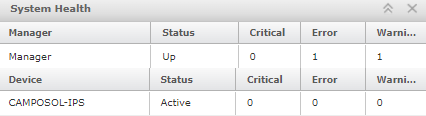 System Health
Manager Status Critical Error Warni...
Manager Up 0 1 1
Device Status Critical Error Warni...
CAMPOSOL-IPS Active 0 0 0